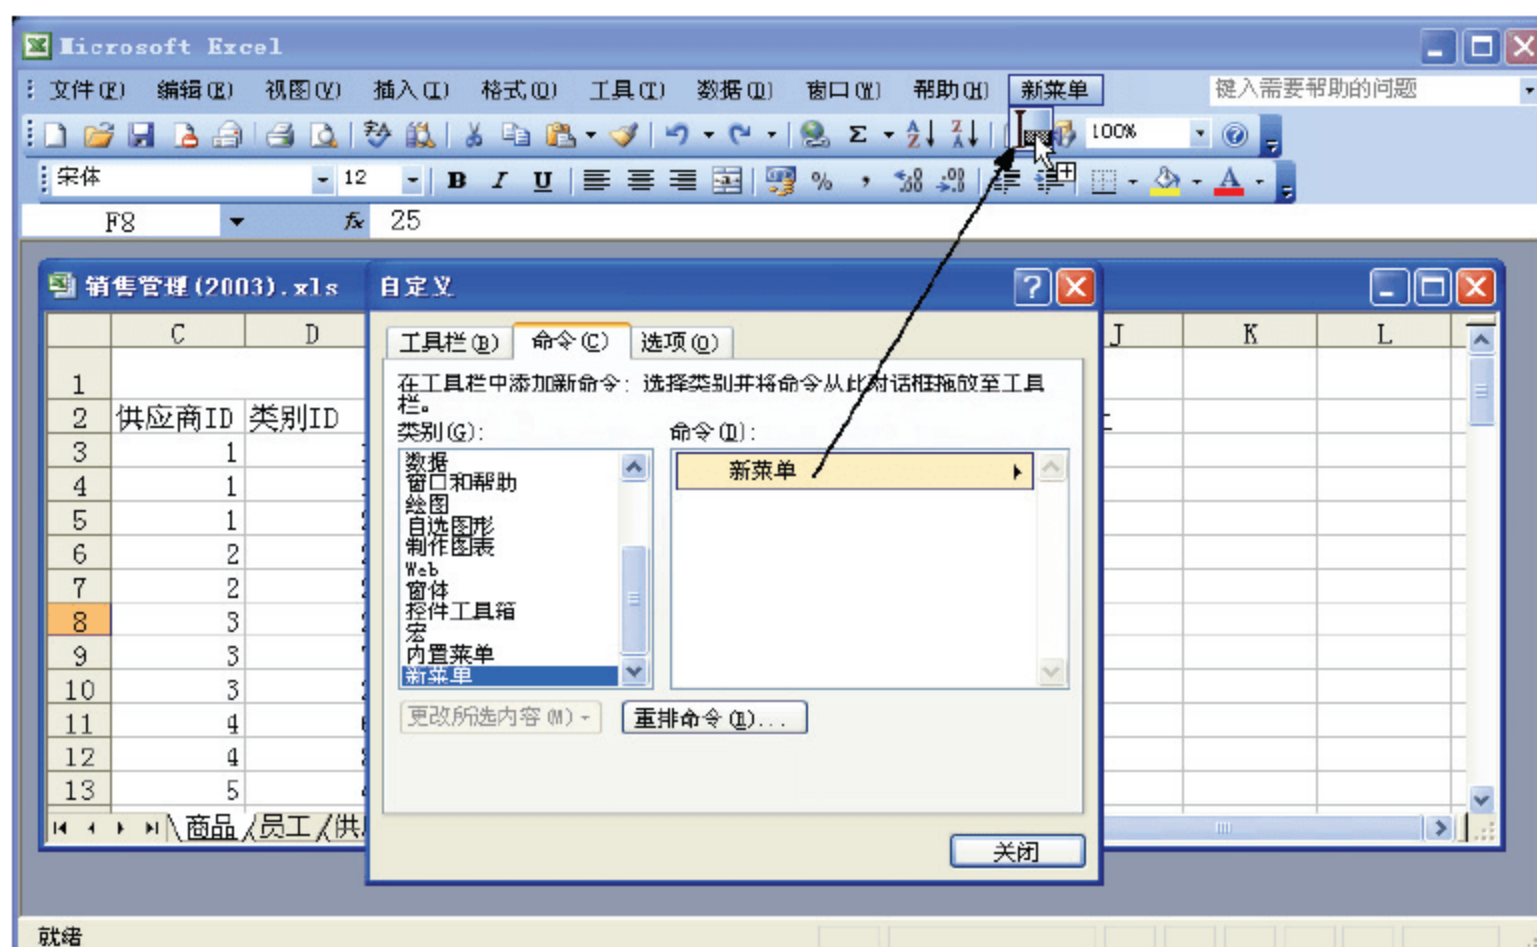 Microsoft Excel
文件(F) 编辑(E) 视图(V) 插入(I) 格式(O) 工具(T) 数据(D) 窗口(W) 帮助(H) 新菜单 键入需要帮助的问题
Σ 100%
宋体 12 B I U % ,
F8 fx 25
销售管理(2003).xls
自定义
C D J K L
工具栏(B) 命令(C) 选项(O)
在工具栏中添加新命令：选择类别并将命令从此对话框拖放至工具
栏。
类别(G): 命令(D):
1
2 供应商ID 类别ID
3 1
4 1
5 1
6 2
7 2
8 3
9 3
10 3
11 4
12 4
13 5
数据
窗口和帮助
绘图
自选图形
制作图表
Web
窗体
控件工具箱
宏
内置菜单
新菜单
新菜单
更改所选内容(M) 重排命令(R)...
商品 员工 供
关闭
就绪